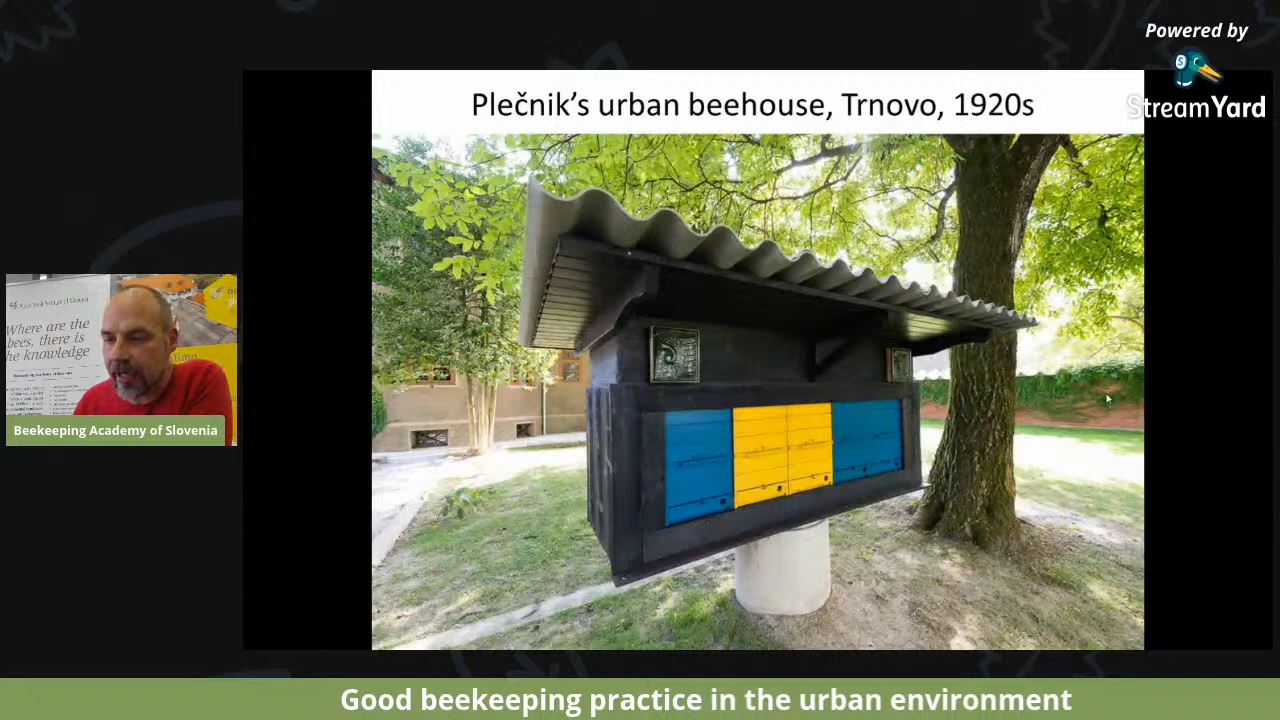 Powered by
StreamYard
Plečnik’s urban beehouse, Trnovo, 1920s
Where are the
bees, there is
he knowledge
Beekeeping Academy of Slovenia
Good beekeeping practice in the urban environment